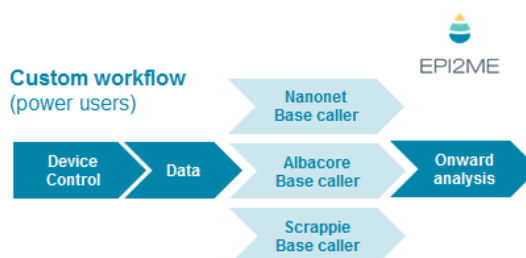 EPI2ME
Custom workflow
(power users)
Nanonet
Base caller
Device
Control
Data
Albacore
Base caller
Onward
analysis
Scrappie
Base caller